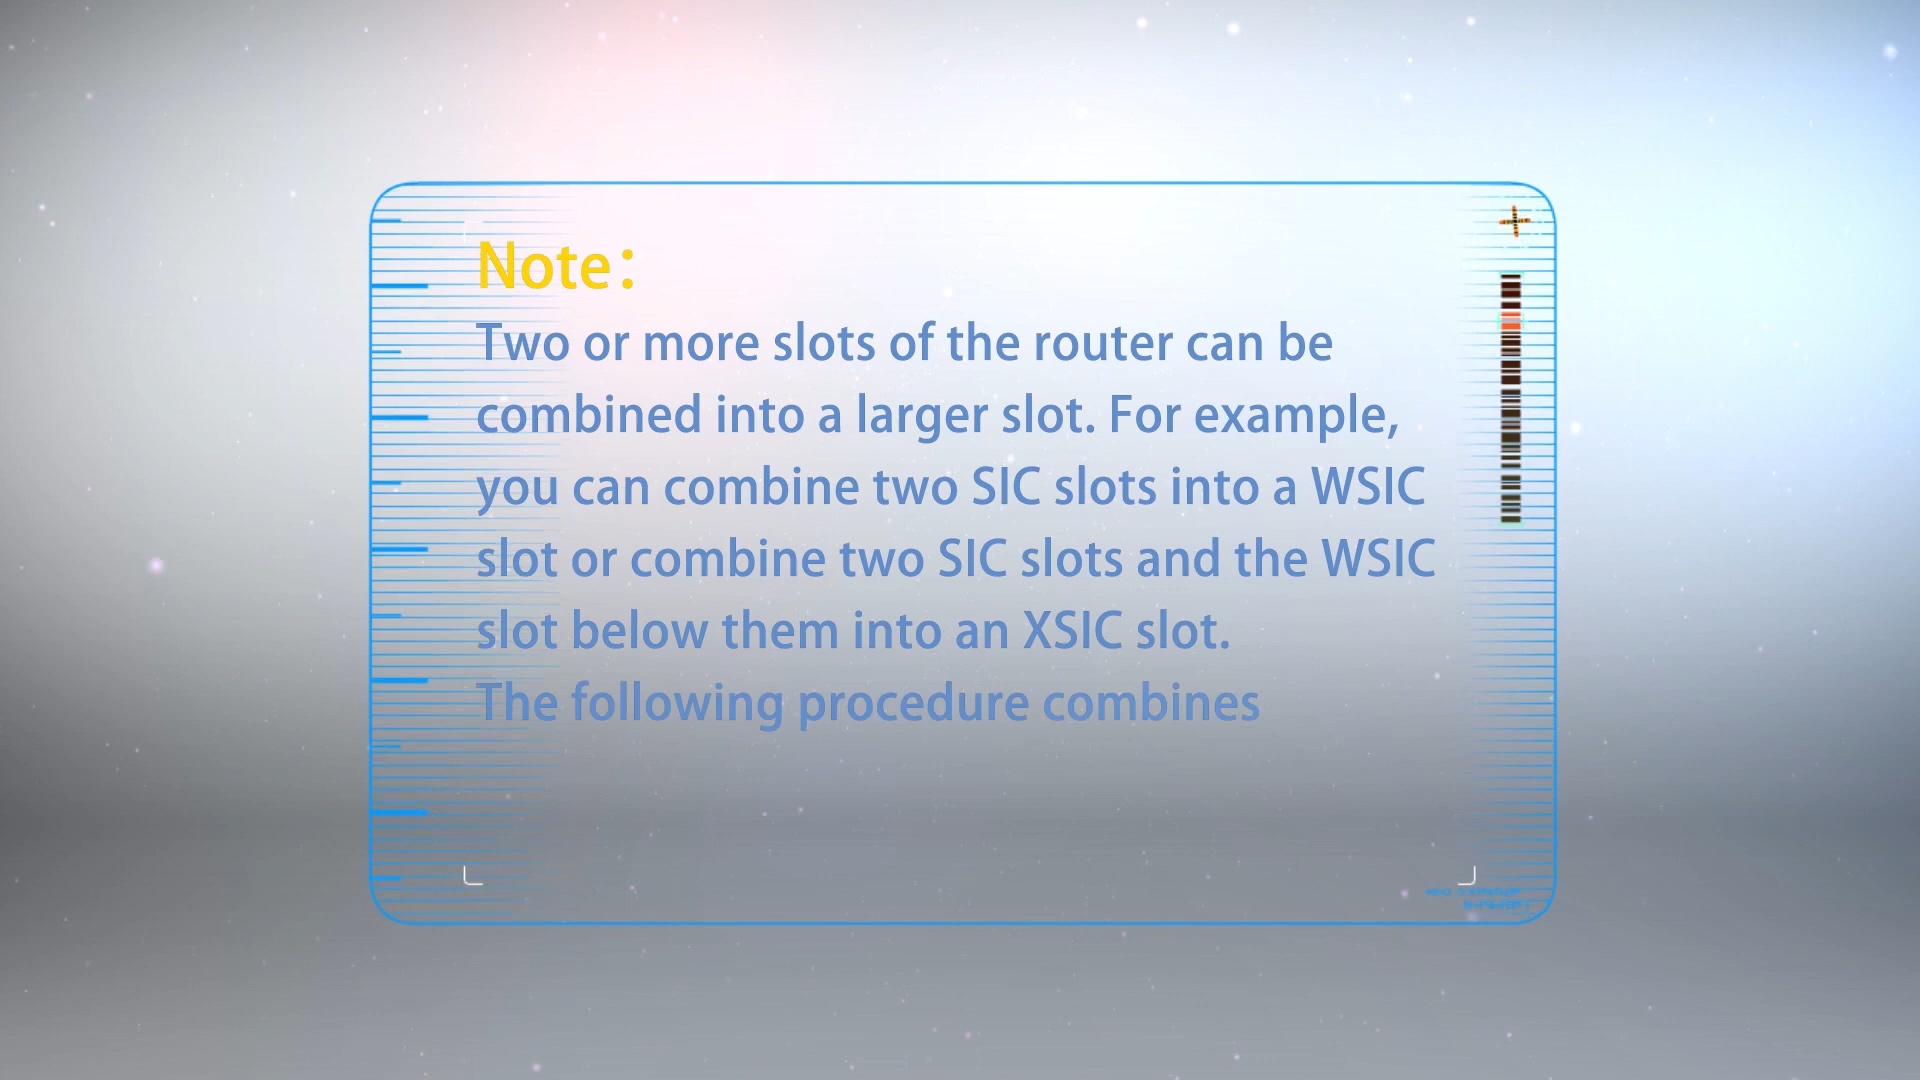 Note:
Two or more slots of the router can be
combined into a larger slot. For example,
you can combine two SIC slots into a WSIC
slot or combine two SIC slots and the WSIC
slot below them into an XSIC slot.
The following procedure combines